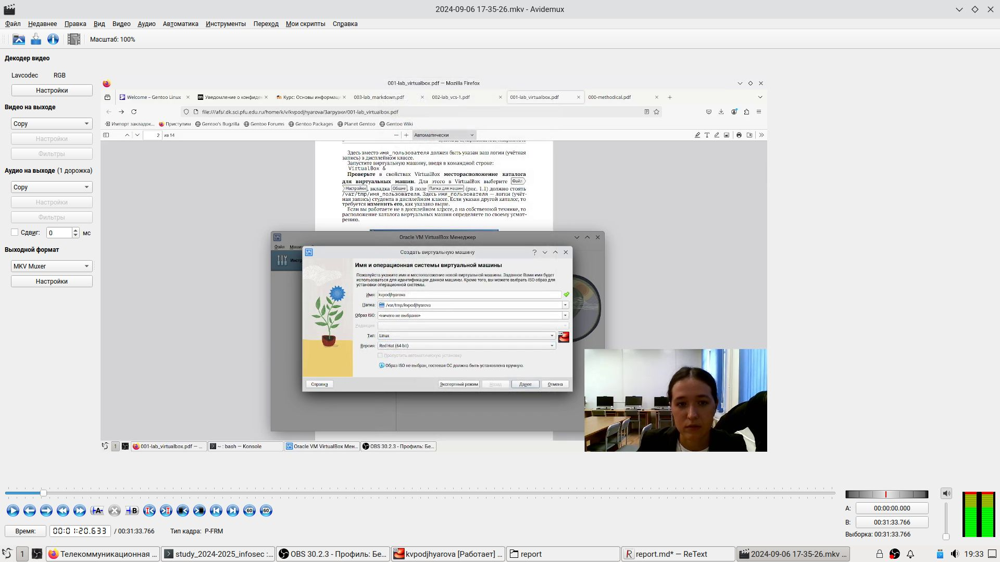 2024-09-06 17-35-26.mkv - Avidemux
Файл Недавнее Правка Вид Видео Аудио Автоматика Инструменты Переход Мои скрипты Справка
Масштаб: 100%
Декодер видео
Lavcodec RGB
Настройки
Видео на выходе
Copy
Настройки
Фильтры
Аудио на выходе (1 дорожка)
Copy
Настройки
Фильтры
Сдвиг: 0 мс
Выходной формат
MKV Muxer
Настройки
001-lab_virtualbox.pdf — Mozilla Firefox
Welcome – Gentoo Linux Уведомление о конфиден Курс: Основы информаци 003-lab_markdown.pdf 002-lab_vcs-1.pdf 001-lab_virtualbox.pdf 000-methodical.pdf
file:///afs/.dk.sci.pfu.edu.ru/home/k/v/kvpodjhyarova/Загрузки/001-lab_virtualbox.pdf
Импорт закладок... Приступим Gentoo's Bugzilla Gentoo Forums Gentoo Packages Planet Gentoo Gentoo Wiki
2 из 14 — + Автоматически
Здесь вместо имя_пользователя должен быть указан ваш логин (учётная
запись) в дисплейном классе.
Запустите виртуальную машину, введя в командной строке:
VirtualBox &
Проверьте в свойствах VirtualBox месторасположение каталога
для виртуальных машин. Для этого в VirtualBox выберите Файл
Настройки, вкладка Общие. В поле Папка для машин (рис. 1.1) должно стоять
/var/tmp/имя_пользователя. Здесь имя_пользователя — логин (учёт-
ная запись) студента в дисплейном классе. Если указан другой каталог, то
требуется изменить его, как указано выше.
Если вы работаете не в дисплейном классе, а на собственной технике, то
расположение каталога виртуальных машин определяете по своему усмот-
рению.
Oracle VM VirtualBox Менеджер
Файл Маши
Инстр
Создать виртуальную машину
?
Имя и операционная системы виртуальной машины
Пожалуйста укажите имя и местоположение новой виртуальной машины. Заданное Вами имя будет
использоваться для идентификации данной машины. Кроме того, вы можете выбрать ISO образ для
установки операционной системы.
Имя: kvpodjhyarova
Папка: /var/tmp/kvpodjhyarova
Образ ISO: <ничего не выбрано>
Редакция:
Тип: Linux
Версия: Red Hat (64-bit)
Пропустить автоматическую установку
Образ ISO не выбран, гостевая ОС должна быть установлена вручную.
Справка Экспертный режим Назад Далее Отмена
1 001-lab_virtualbox.pdf — ... ~ : bash — Konsole Oracle VM VirtualBox Мен... OBS 30.2.3 - Профиль: Бе...
A B 60 60
A: 00:00:00.000
B: 00:31:33.766
Выборка: 00:31:33.766
Время: 00:01:20.633 / 00:31:33.766 Тип кадра: P-FRM
1 Телекоммуникационная ... study_2024-2025_infosec :... OBS 30.2.3 - Профиль: Бе... kvpodjhyarova [Работает] ... report report.md* — ReText 2024-09-06 17-35-26.mkv ... 19:33